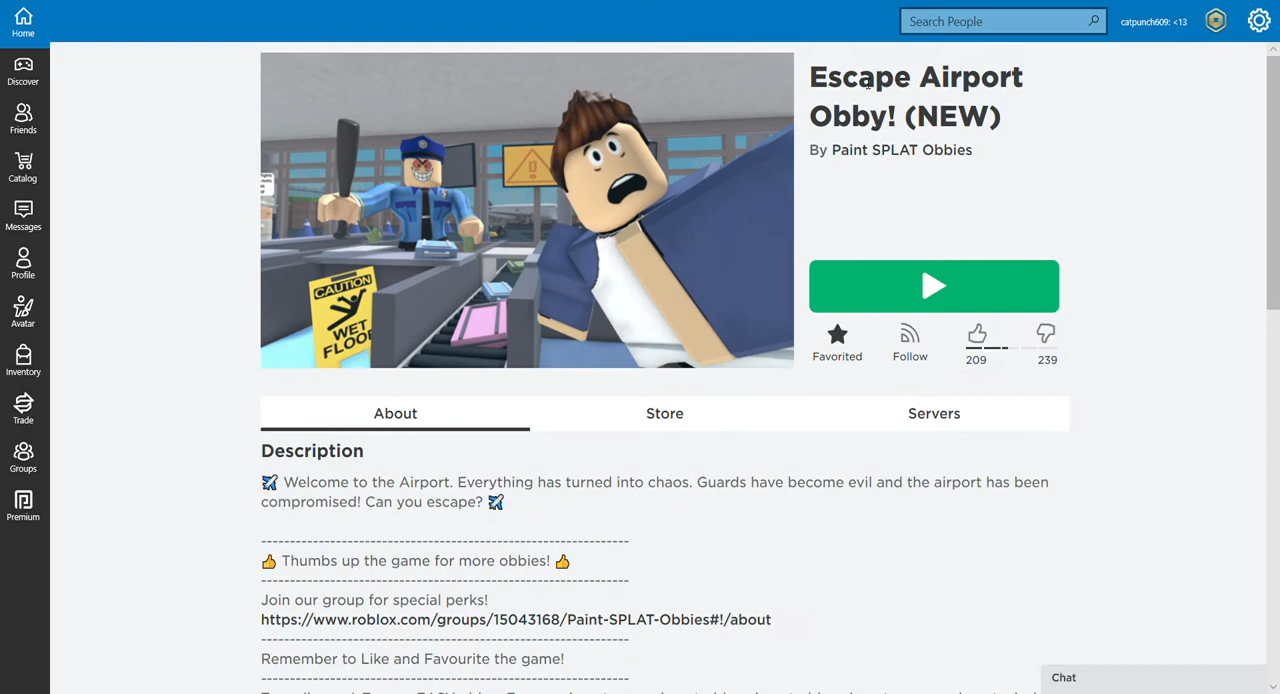 Home
Search People
catpunch609: <13
Discover
Friends
Catalog
Messages
Profile
Avatar
Inventory
Trade
Groups
Premium
CAUTION
WET
FLOOR
Escape Airport
Obby! (NEW)
By Paint SPLAT Obbies
Favorited
Follow
209
239
About
Store
Servers
Description
✈️ Welcome to the Airport. Everything has turned into chaos. Guards have become evil and the airport has been
compromised! Can you escape? ✈️
--------------------------------------------------------------------------------
👍 Thumbs up the game for more obbies! 👍
--------------------------------------------------------------------------------
Join our group for special perks!
https://www.roblox.com/groups/15043168/Paint-SPLAT-Obbies#!/about
--------------------------------------------------------------------------------
Remember to Like and Favourite the game!
--------------------------------------------------------------------------------
Chat